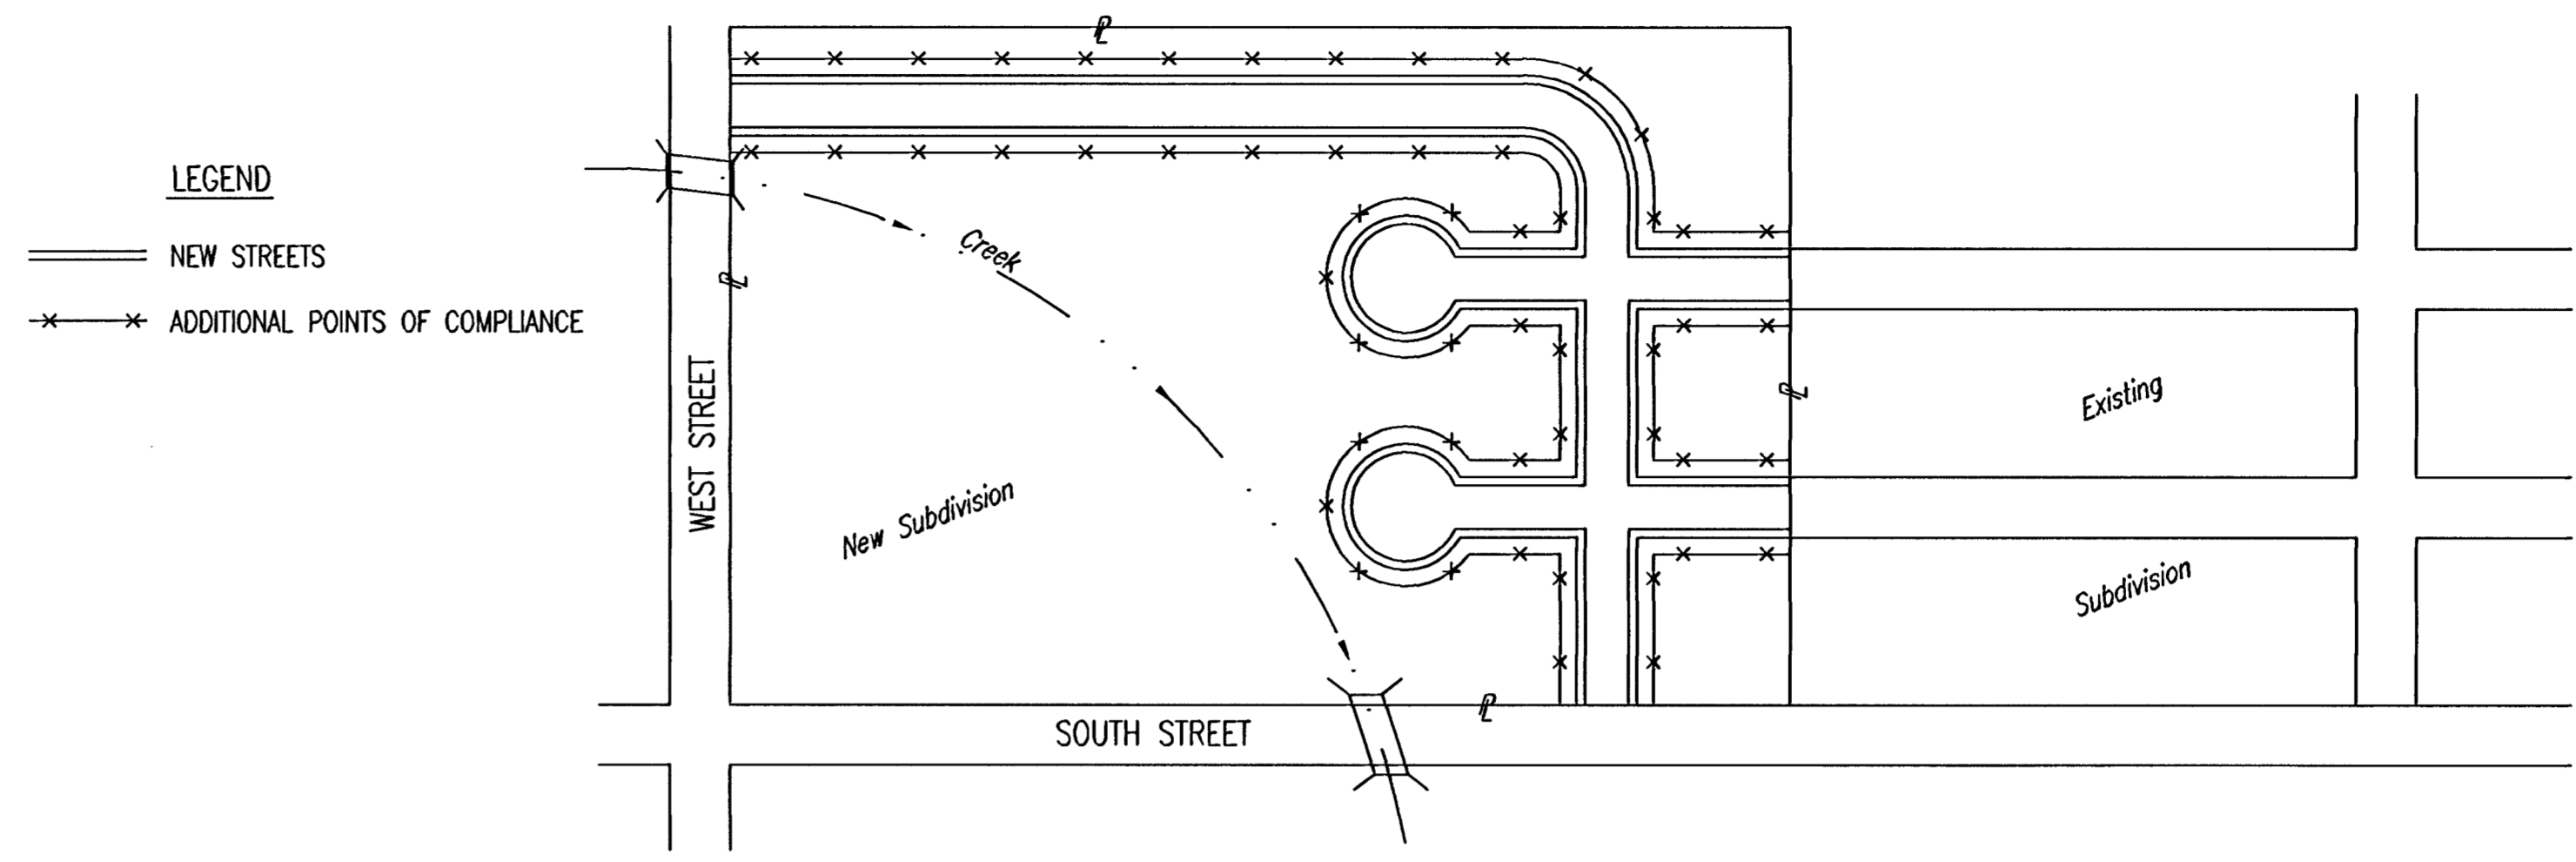 LEGEND
NEW STREETS
ADDITIONAL POINTS OF COMPLIANCE
℄
Creek
℄
WEST STREET
New Subdivision
℄
Existing
Subdivision
℄
SOUTH STREET